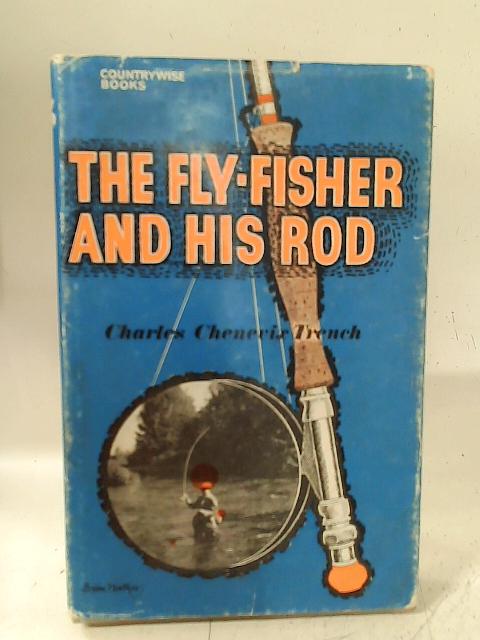 COUNTRYWISE
BOOKS
THE FLY-FISHER
AND HIS ROD
Charles Chenevix Trench